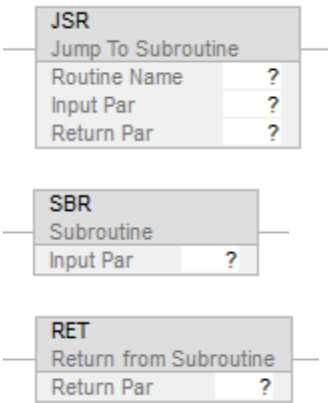 JSR
Jump To Subroutine
Routine Name ?
Input Par ?
Return Par ?
SBR
Subroutine
Input Par ?
RET
Return from Subroutine
Return Par ?